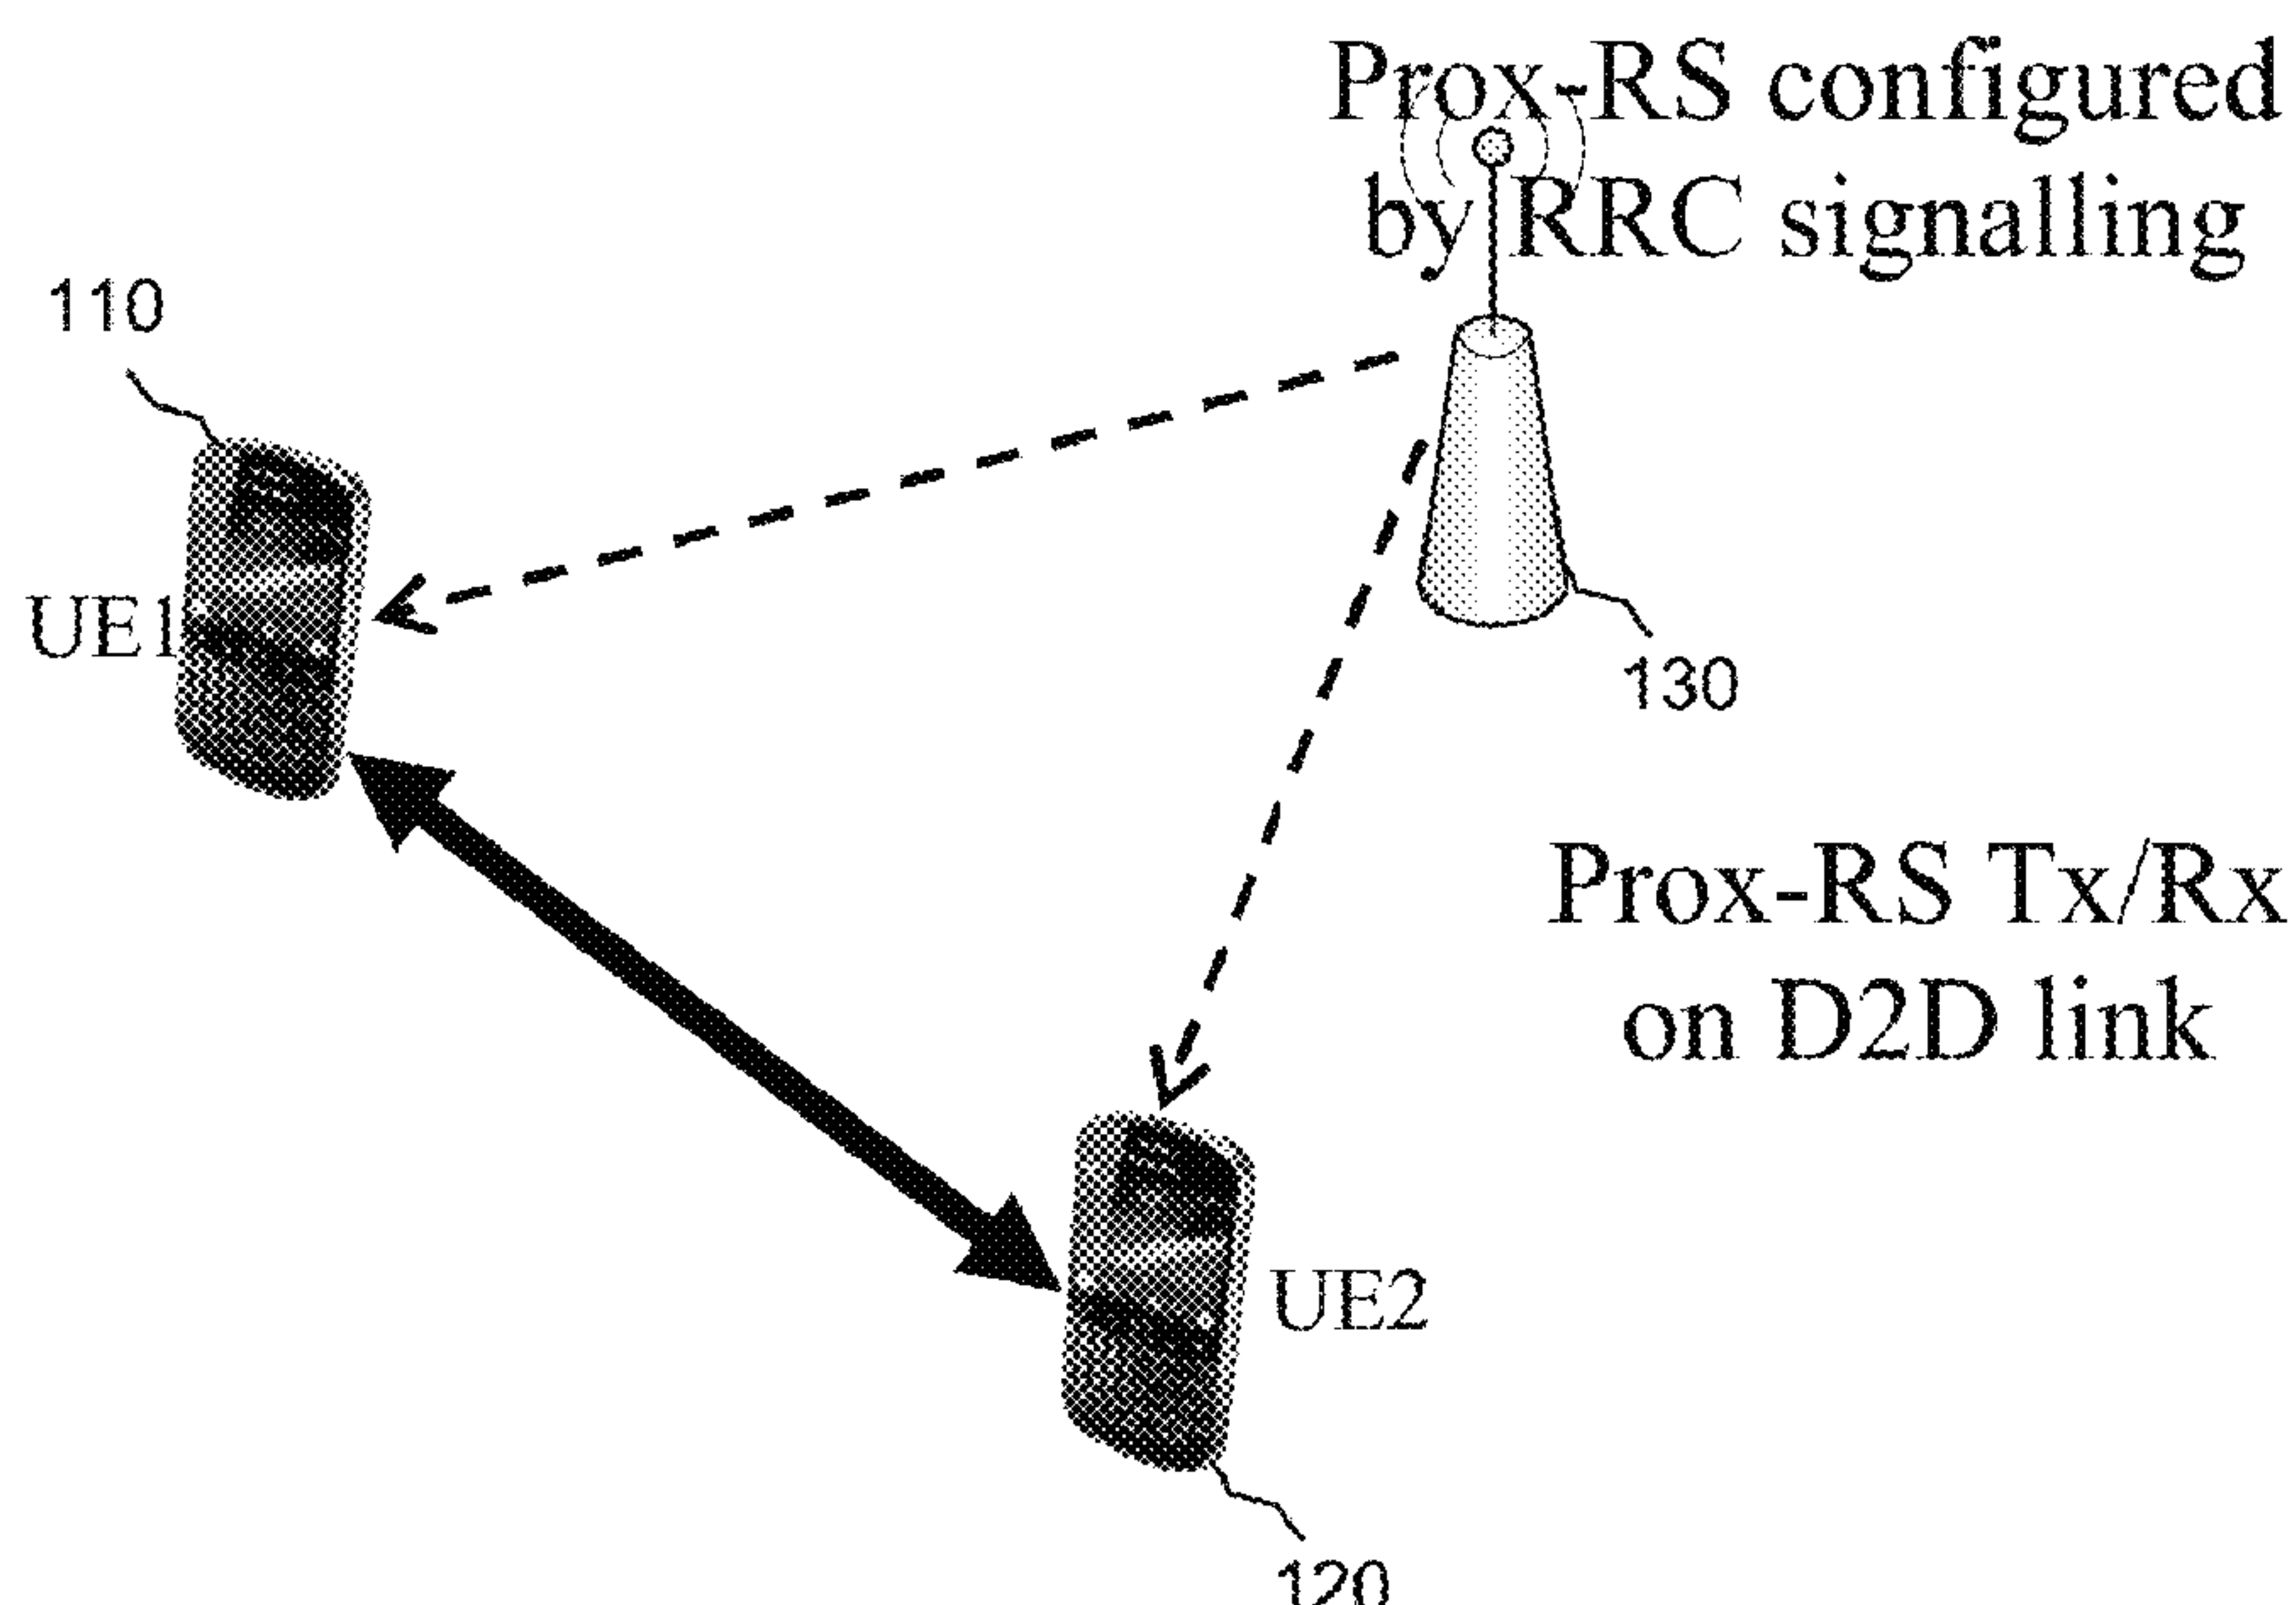 Prox-RS configured
by RRC signalling
110
UE1
130
Prox-RS Tx/Rx
on D2D link
UE2
120